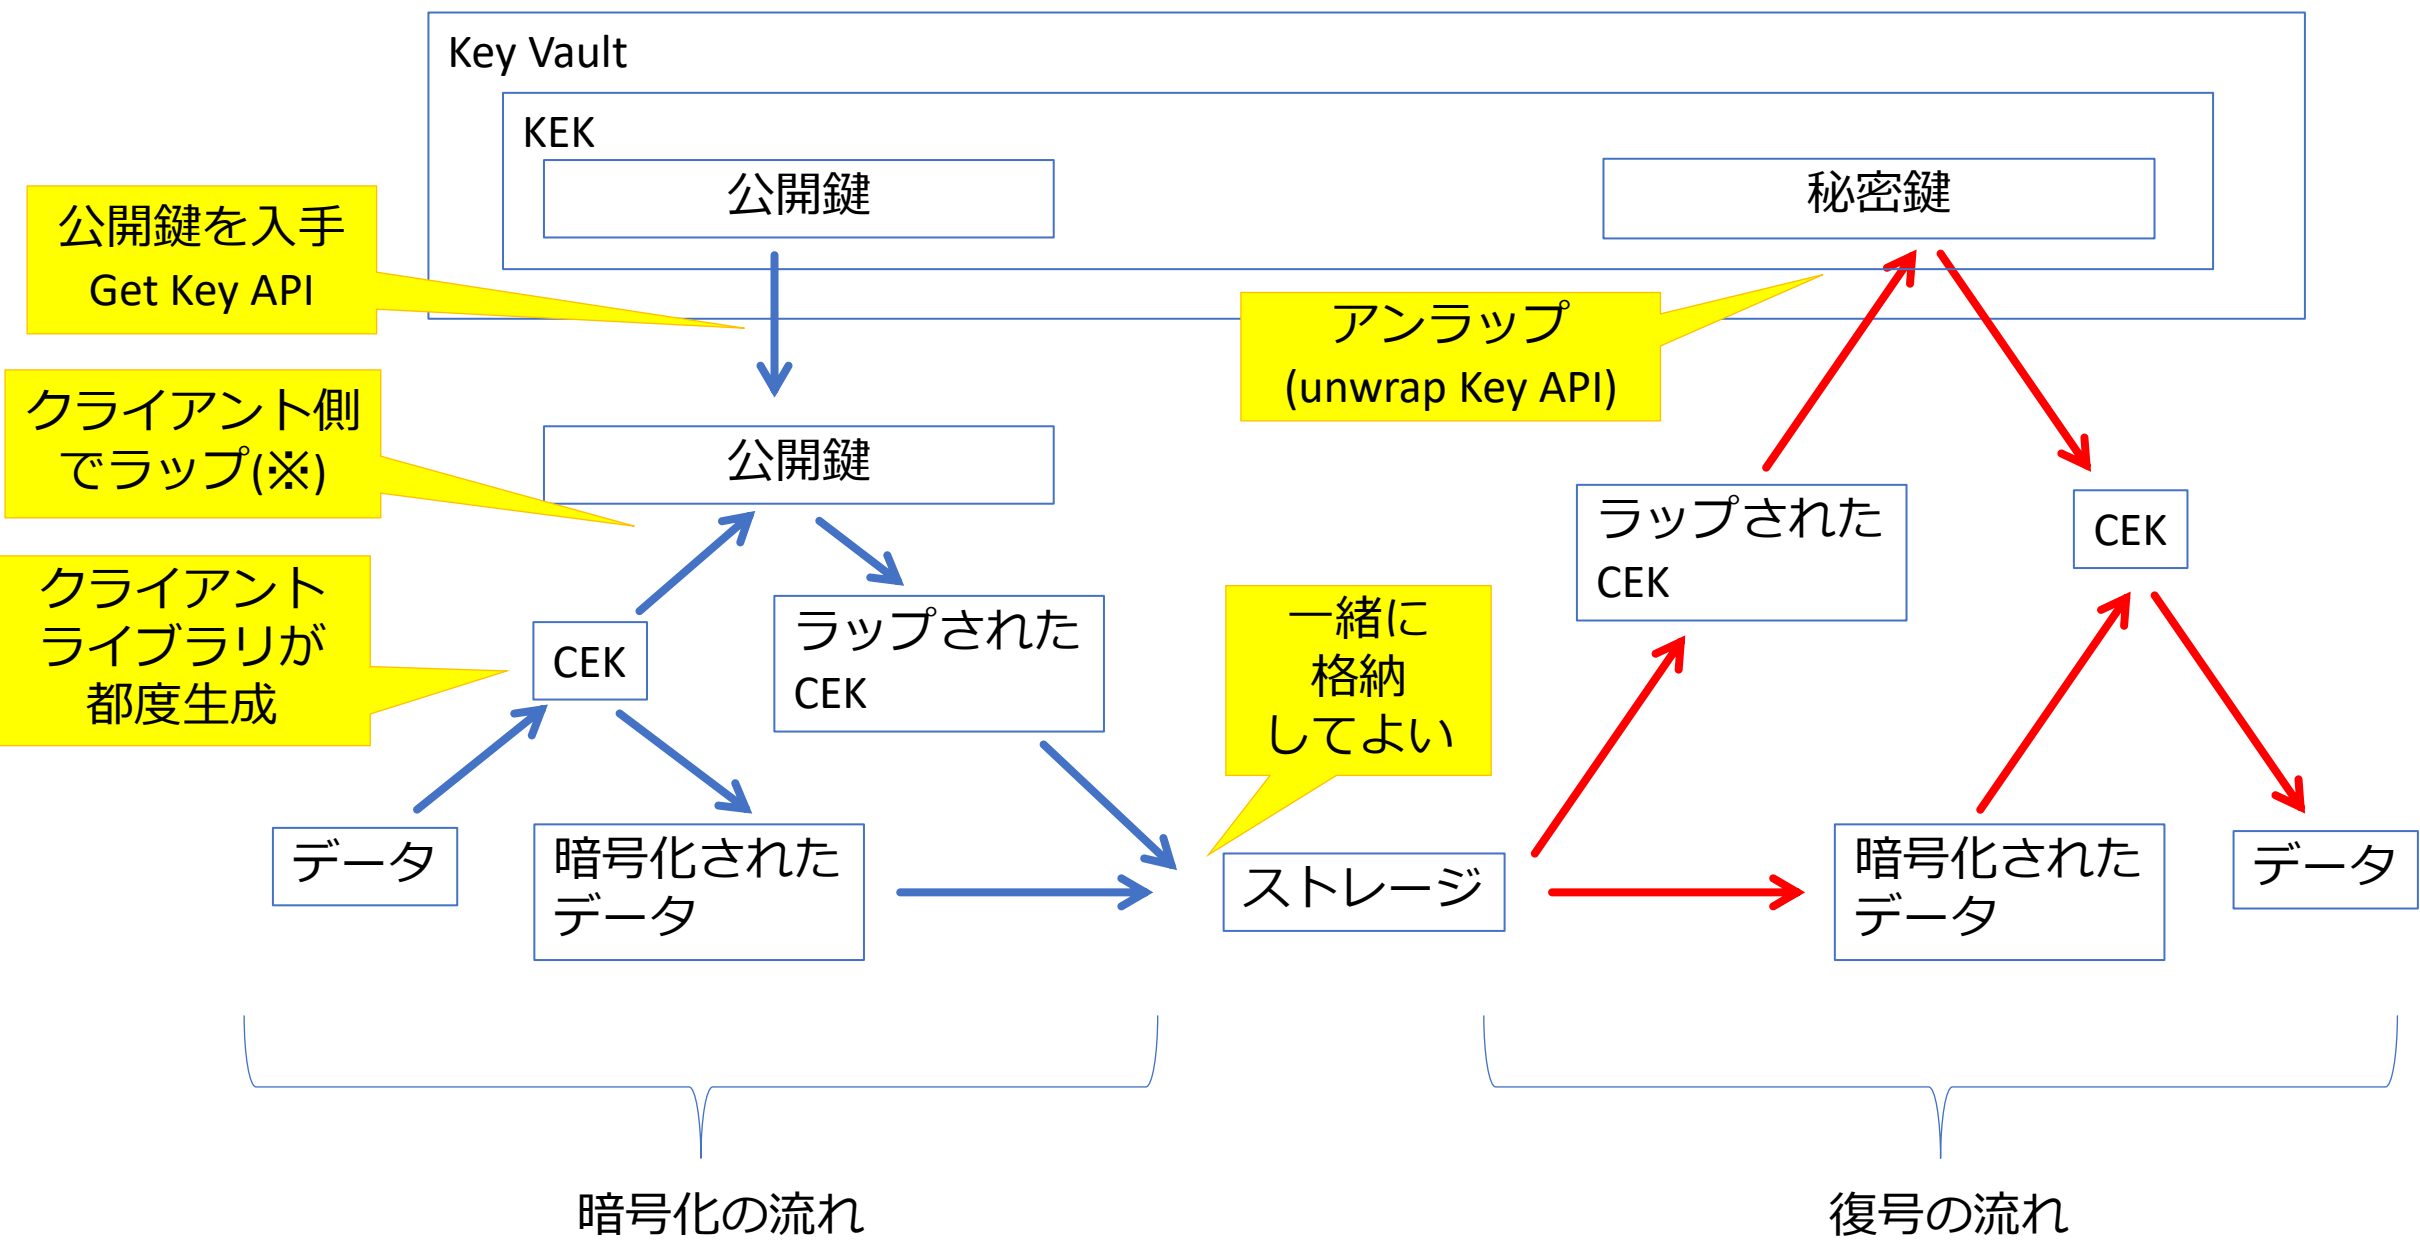 Key Vault
KEK
公開鍵
秘密鍵
公開鍵を入手
Get Key API
アンラップ
(unwrap Key API)
クライアント側
でラップ(※)
公開鍵
ラップされた
CEK
CEK
クライアント
ライブラリが
都度生成
CEK
ラップされた
CEK
一緒に
格納
してよい
データ
暗号化された
データ
ストレージ
暗号化された
データ
データ
暗号化の流れ
復号の流れ